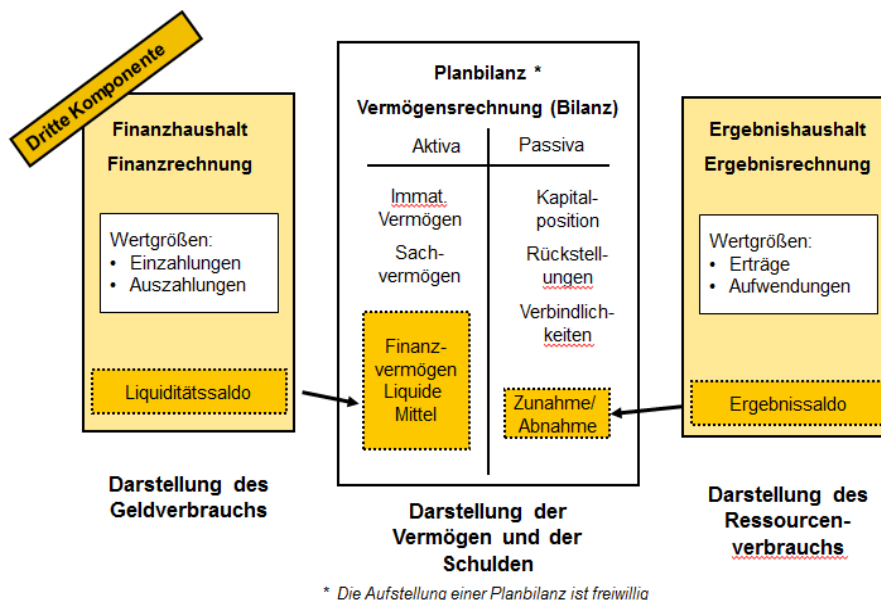 Dritte Komponente
Finanzhaushalt
Finanzrechnung
Wertgrößen:
• Einzahlungen
• Auszahlungen
Liquiditätssaldo
Darstellung des
Geldverbrauchs
Planbilanz *
Vermögensrechnung (Bilanz)
Aktiva
Passiva
Immat.
Vermögen
Sach-
vermögen
Finanz-
vermögen
Liquide
Mittel
Kapital-
position
Rückstell-
ungen
Verbindlich-
keiten
Zunahme/
Abnahme
Darstellung der
Vermögen und der
Schulden
Ergebnishaushalt
Ergebnisrechnung
Wertgrößen:
• Erträge
• Aufwendungen
Ergebnissaldo
Darstellung des
Ressourcen-
verbrauchs
* Die Aufstellung einer Planbilanz ist freiwillig